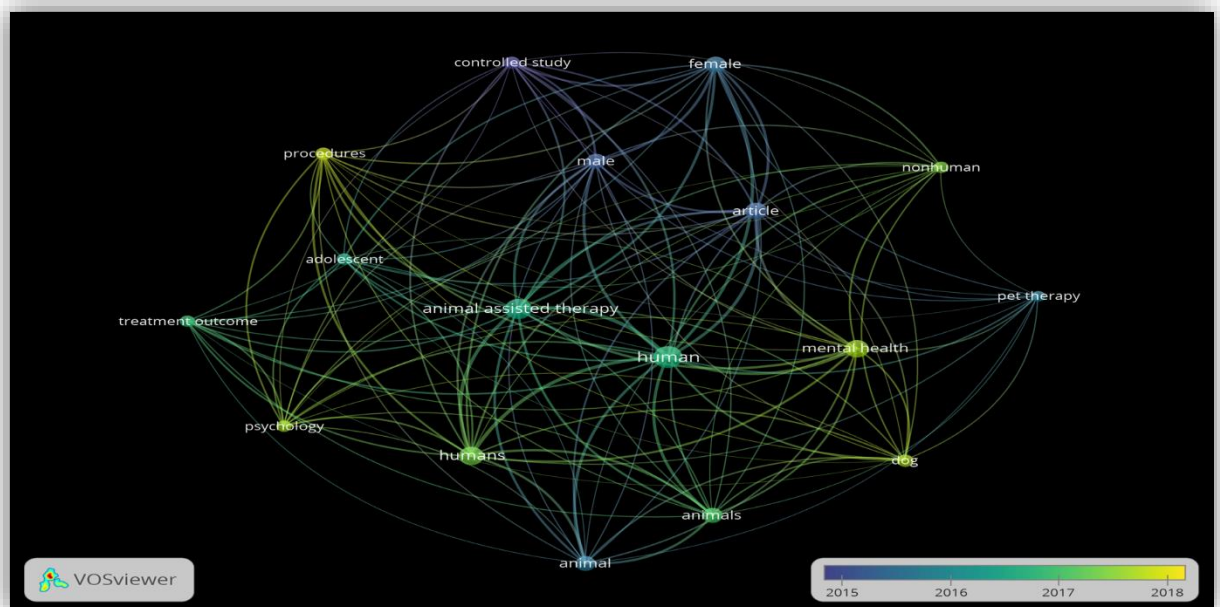 controlled study
female
procedures
male
nonhuman
article
adolescent
pet therapy
animal assisted therapy
treatment outcome
mental health
human
psychology
humans
dog
animals
animal
VOSviewer
2015 2016 2017 2018